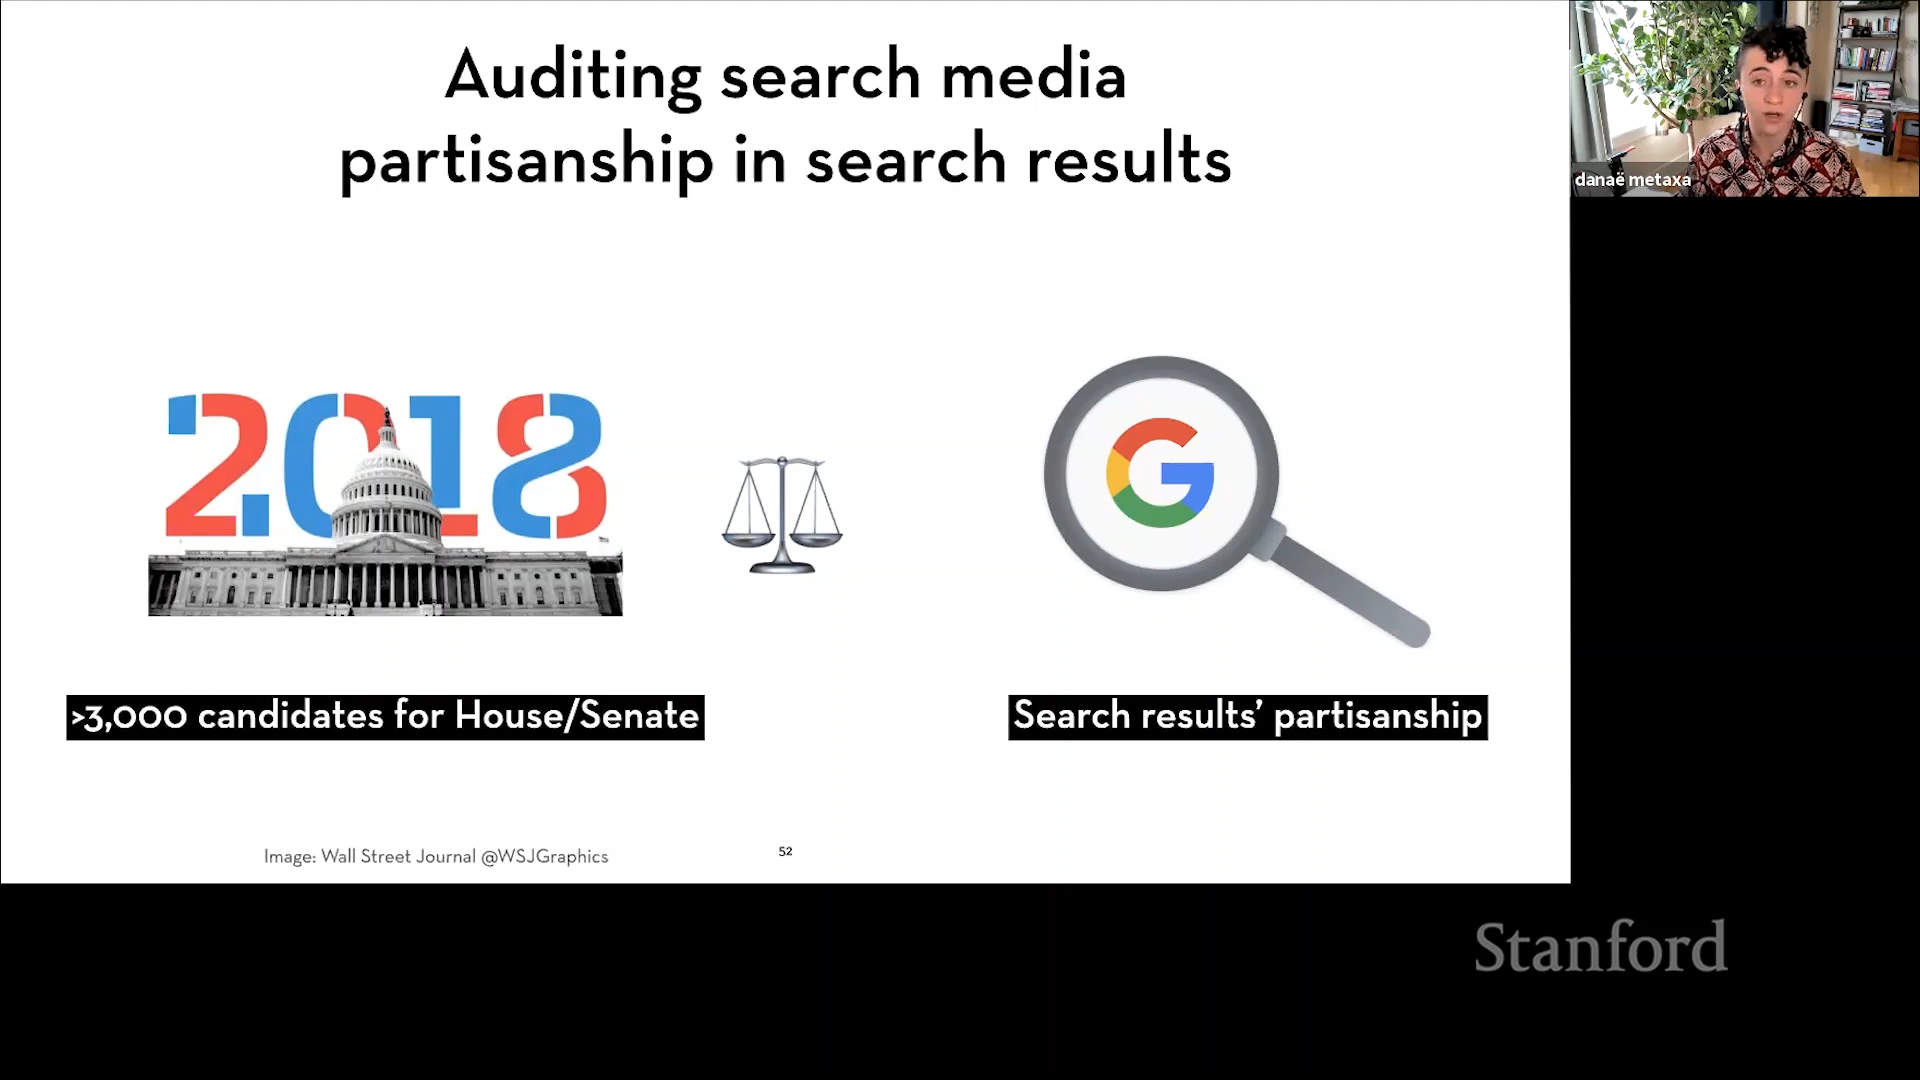 Auditing search media
partisanship in search results
danaë metaxa
2018
G
>3,000 candidates for House/Senate
Search results’ partisanship
Image: Wall Street Journal @WSJGraphics
52
Stanford